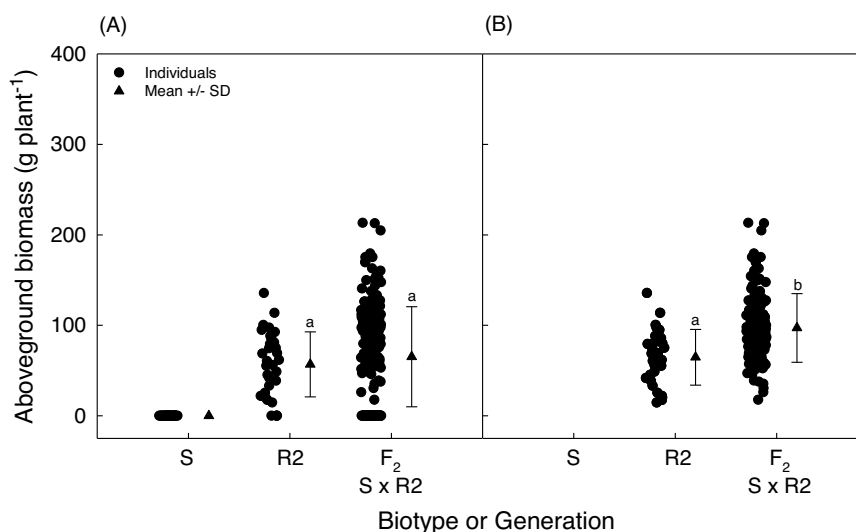 (A) (B)
400
Individuals
Mean +/- SD
300
200
100
0
a a a b
S R2 F₂ S R2 F₂
S x R2 S x R2
Aboveground biomass (g plant⁻¹)
Biotype or Generation